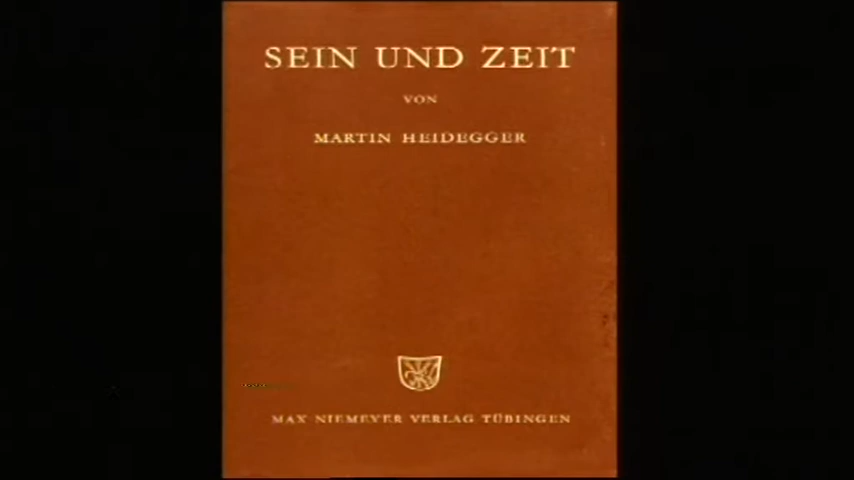 SEIN UND ZEIT
VON
MARTIN HEIDEGGER
MAX NIEMEYER VERLAG TÜBINGEN